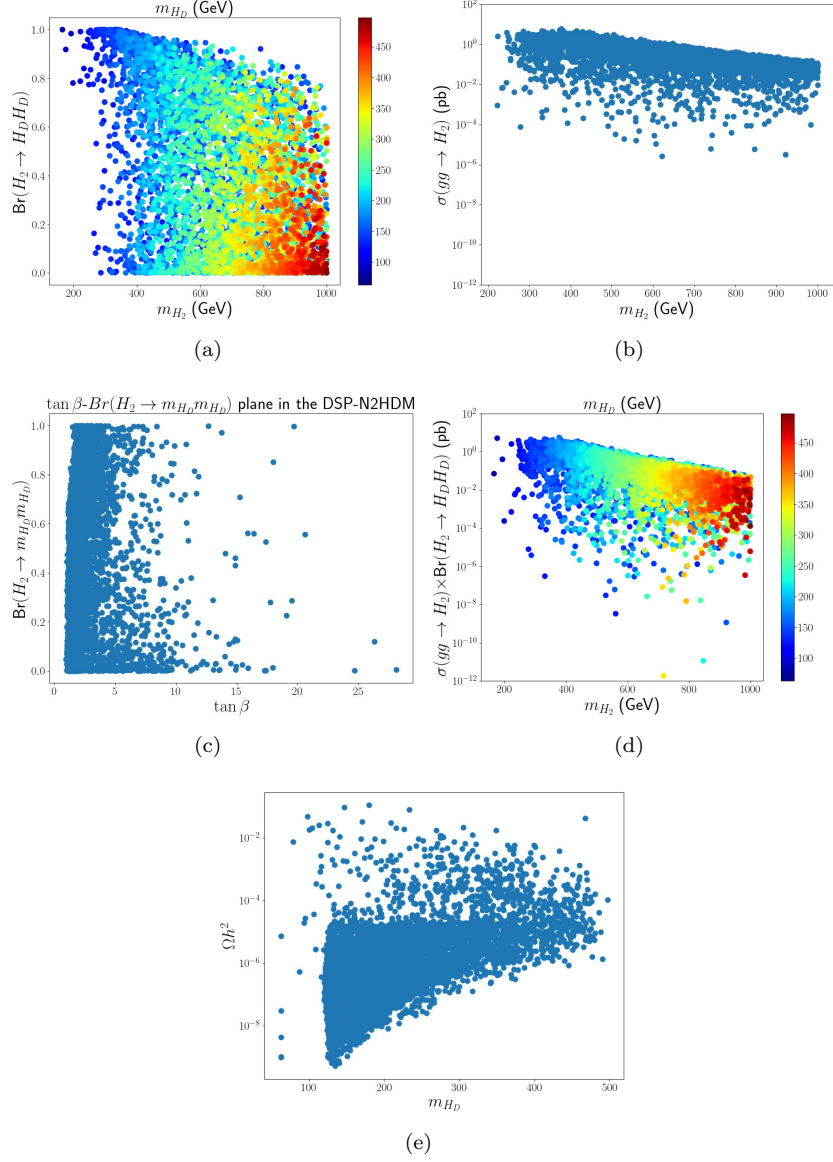 m_{H_D} (GeV)
Br(H_2 → H_D H_D)
1.0
0.8
0.6
0.4
0.2
0.0
200 400 600 800 1000
m_{H_2} (GeV)
450
400
350
300
250
200
150
100
(a)
σ(gg → H_2) (pb)
10^2
10^0
10^{-2}
10^{-4}
10^{-6}
10^{-8}
10^{-10}
10^{-12}
200 300 400 500 600 700 800 900 1000
m_{H_2} (GeV)
(b)
tan β-Br(H_2 → m_{H_D} m_{H_D}) plane in the DSP-N2HDM
Br(H_2 → m_{H_D} m_{H_D})
1.0
0.8
0.6
0.4
0.2
0.0
0 5 10 15 20 25
tan β
(c)
m_{H_D} (GeV)
σ(gg → H_2)×Br(H_2 → H_D H_D) (pb)
10^2
10^0
10^{-2}
10^{-4}
10^{-6}
10^{-8}
10^{-10}
10^{-12}
200 400 600 800 1000
m_{H_2} (GeV)
450
400
350
300
250
200
150
100
(d)
Ωh^2
10^{-2}
10^{-4}
10^{-6}
10^{-8}
100 200 300 400 500
m_{H_D}
(e)